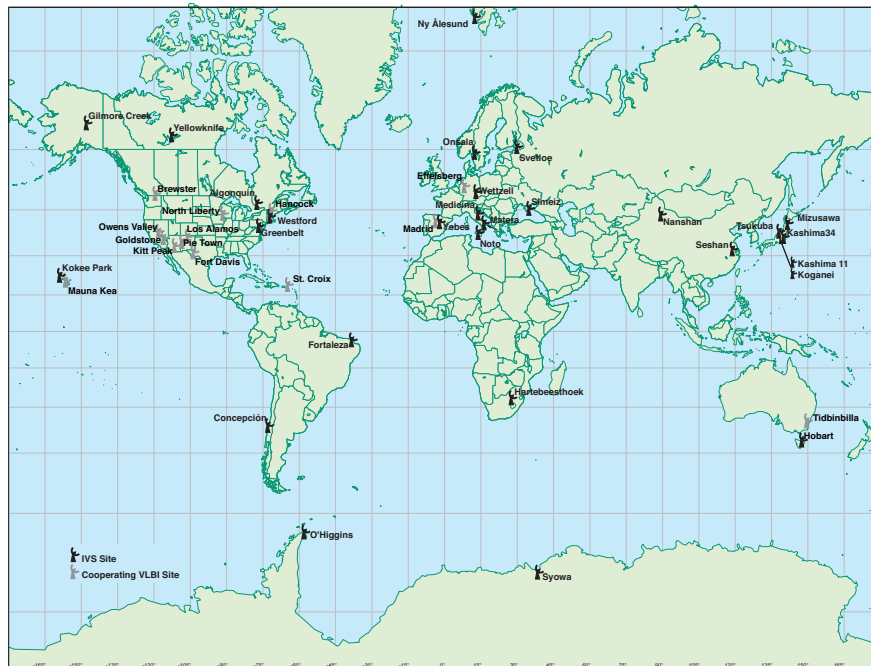 Ny Ålesund
Gilmore Creek
Yellowknife
Onsala
Svetloe
Effelsberg
Brewster
Algonquin
Wettzell
Hancock
North Liberty
Medicina
Simeiz
Westford
Nanshan
Mizusawa
Owens Valley
Los Alamos
Madrid
Yebes
Matera
Tsukuba
Greenbelt
Kashima34
Goldstone
Pie Town
Noto
Seshan
Kitt Peak
Fort Davis
Kashima 11
Kokee Park
Koganei
St. Croix
Mauna Kea
Fortaleza
Hartebeesthoek
Concepción
Tidbinbilla
Hobart
O'Higgins
IVS Site
Cooperating VLBI Site
Syowa